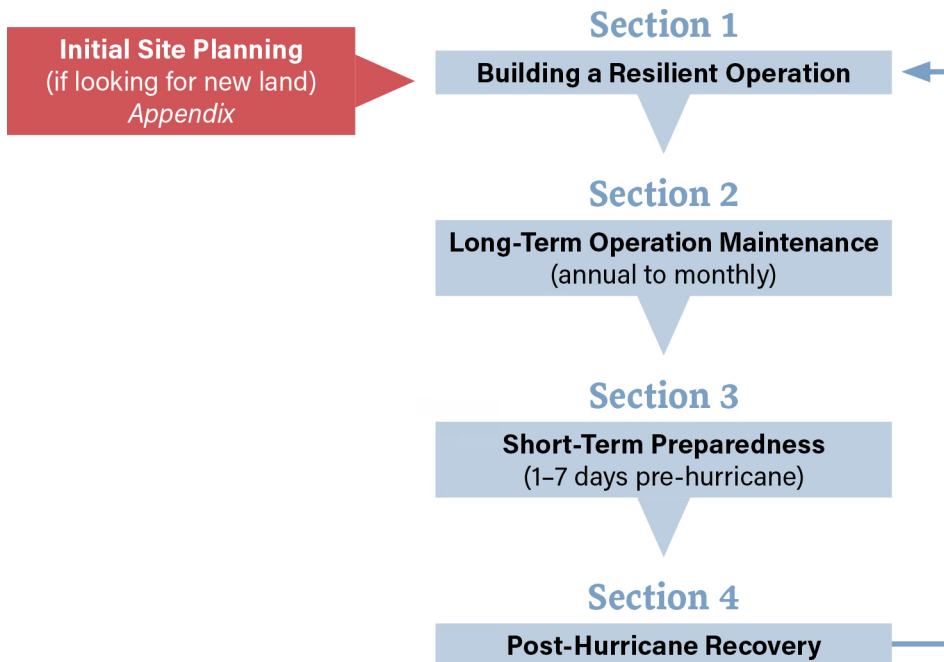 Initial Site Planning
(if looking for new land)
Appendix
Section 1
Building a Resilient Operation
Section 2
Long-Term Operation Maintenance
(annual to monthly)
Section 3
Short-Term Preparedness
(1–7 days pre-hurricane)
Section 4
Post-Hurricane Recovery